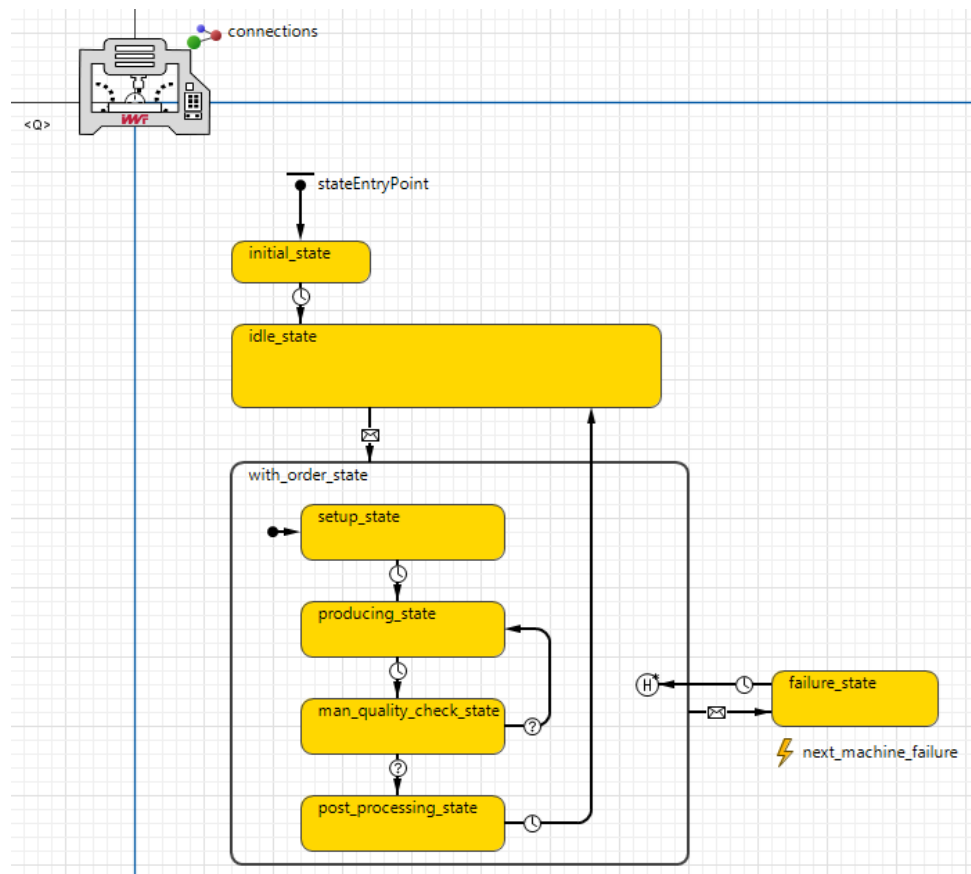 connections
<Q>
IWF
stateEntryPoint
initial_state
idle_state
with_order_state
setup_state
producing_state
man_quality_check_state
?
?
post_processing_state
H*
failure_state
next_machine_failure